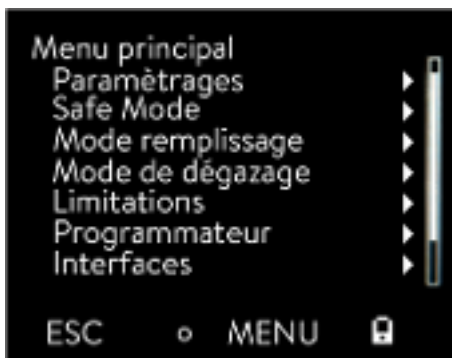 Menu principal
Paramètrages
Safe Mode
Mode remplissage
Mode de dégazage
Limitations
Programmateur
Interfaces
ESC MENU